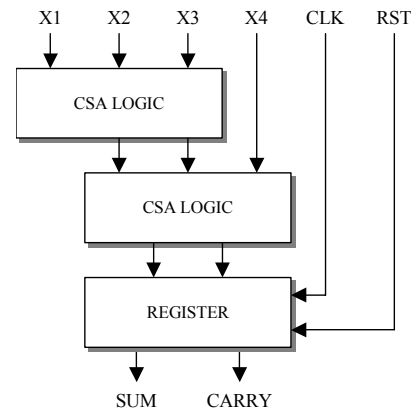 X1 X2 X3 X4 CLK RST
CSA LOGIC
CSA LOGIC
REGISTER
SUM CARRY